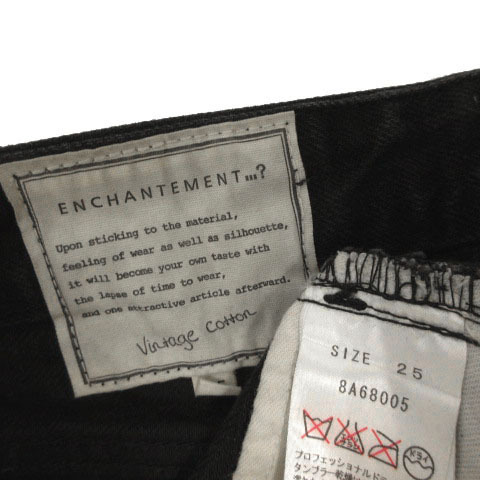 ENCHANTEMENT...?
Upon sticking to the material,
feeling of wear as well as silhouette,
it will become your own taste with
the lapse of time to wear,
and one attractive article afterward.
Vintage Cotton
SIZE 25
8A68005
プロフェッショナルド
タンブラー乾燥